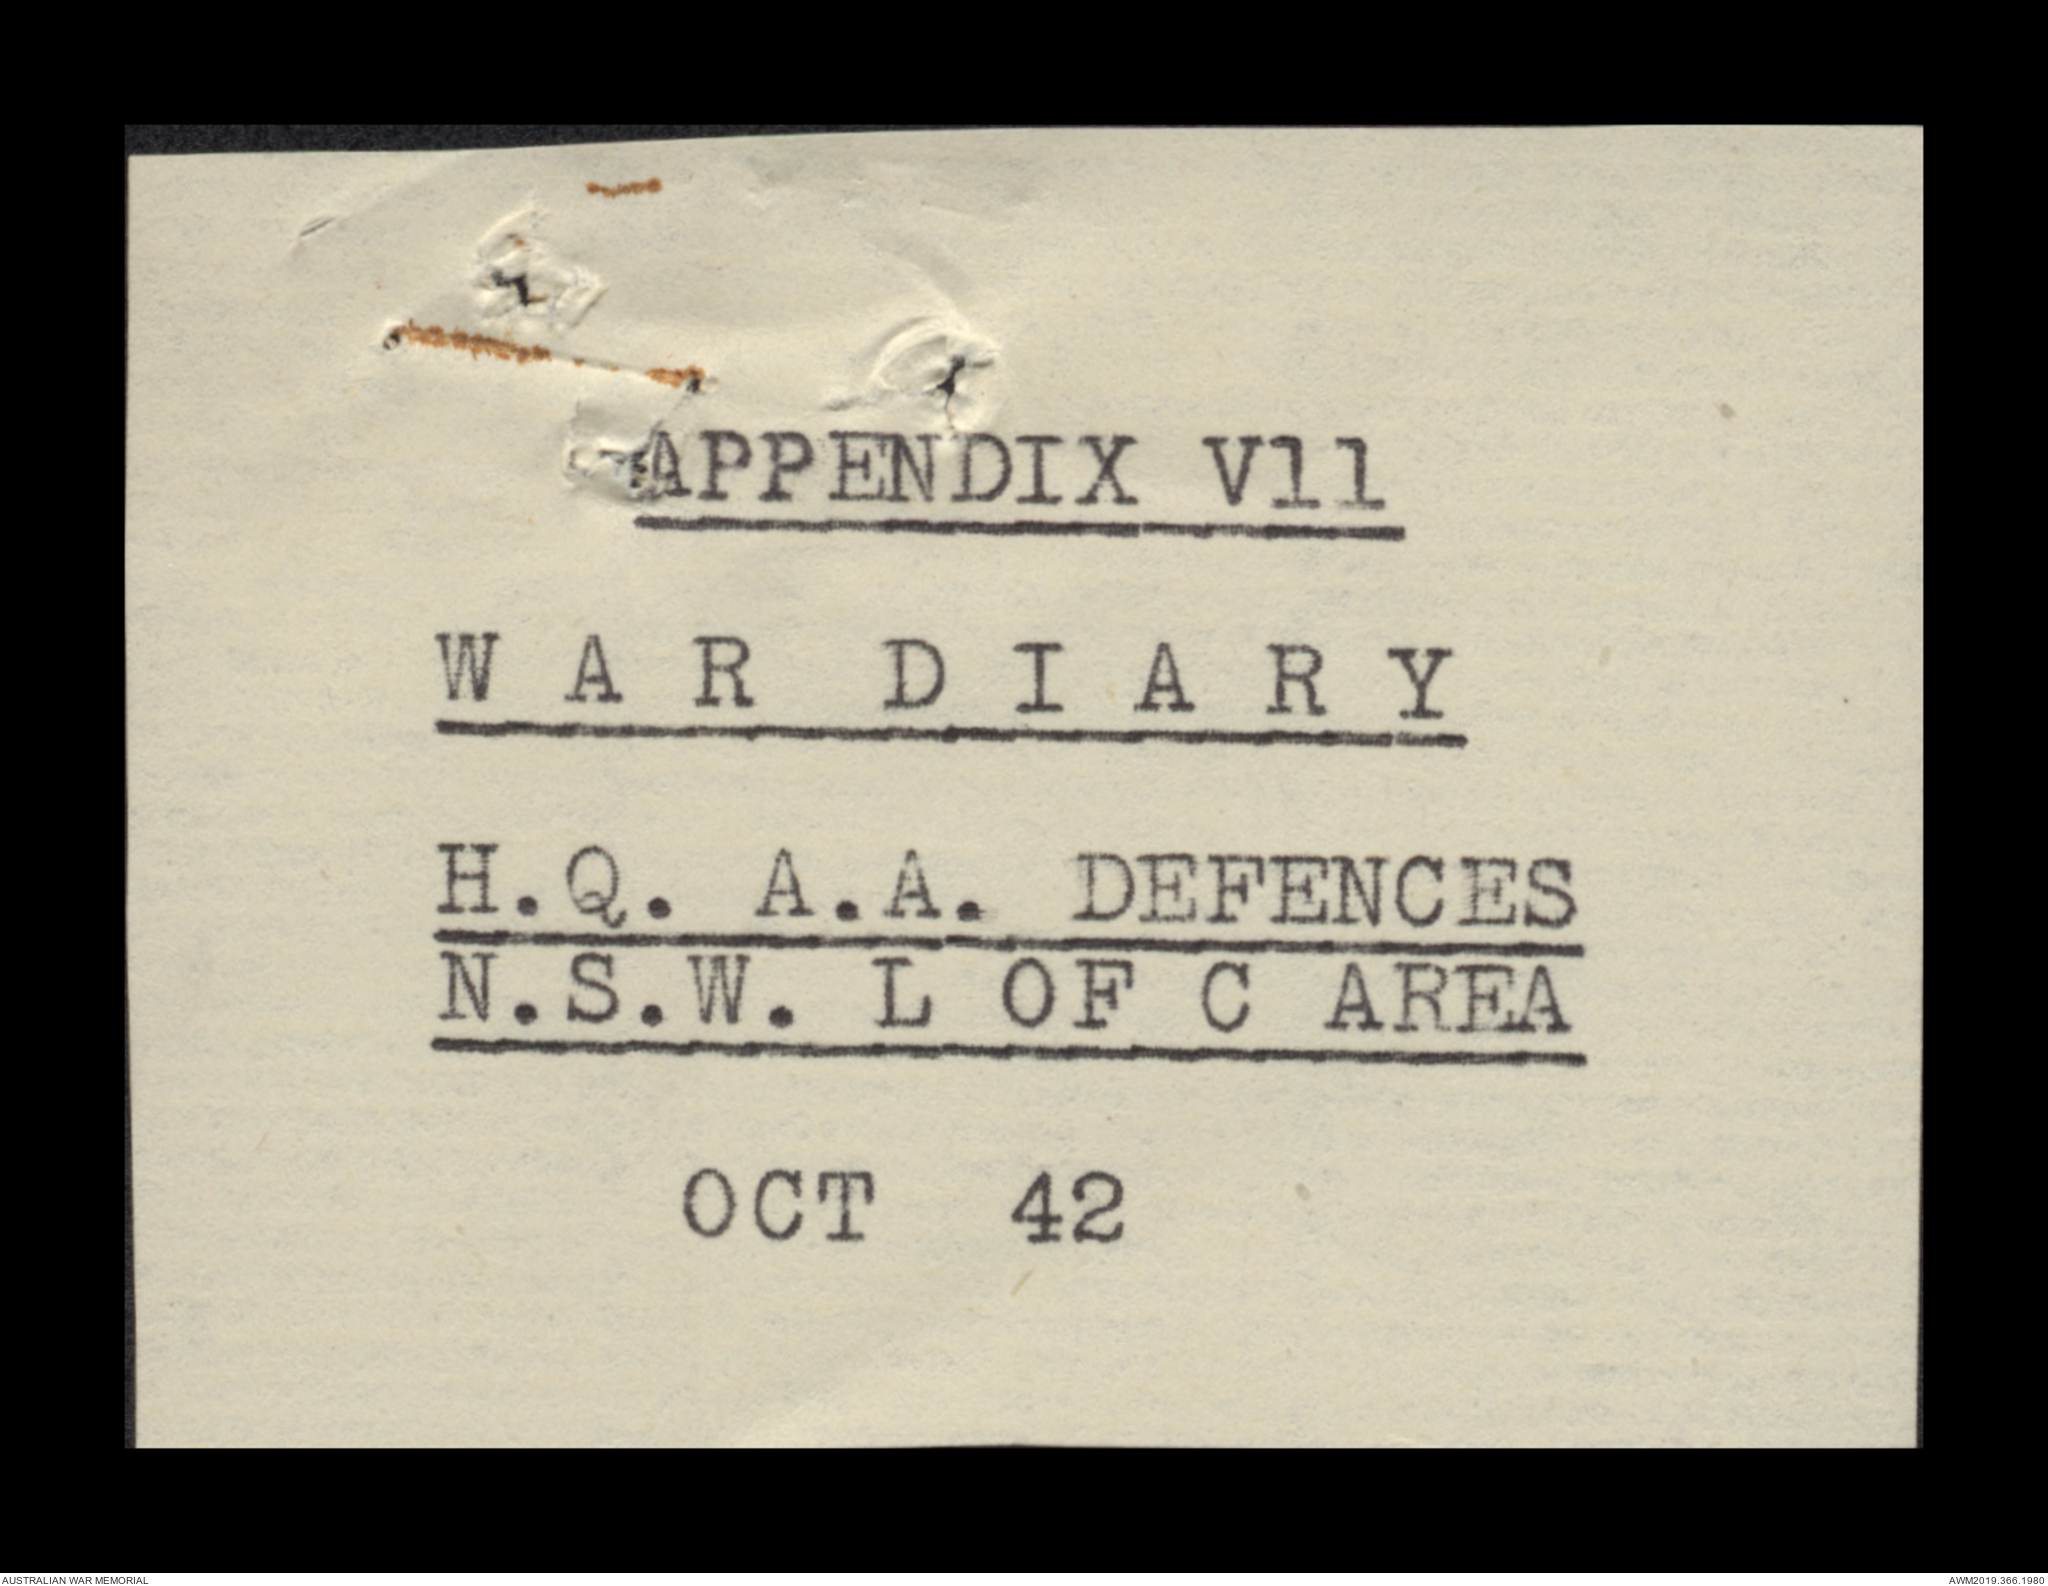 APPENDIX V11
W A R D I A R Y
H.Q. A.A. DEFENCES
N.S.W. L OF C AREA
OCT 42
AUSTRALIAN WAR MEMORIAL
AWM2019.366.1980